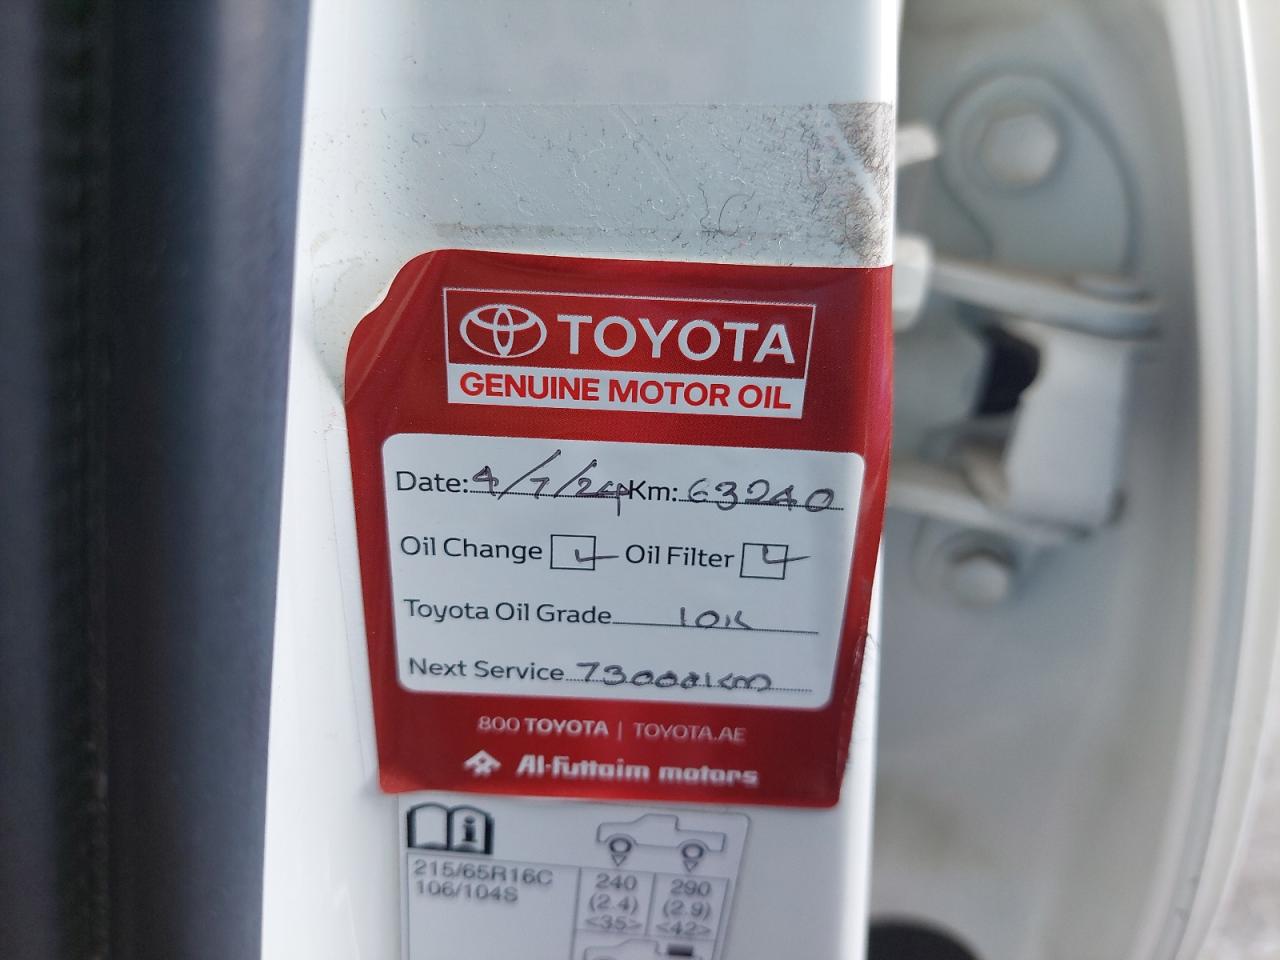 TOYOTA
GENUINE MOTOR OIL
Date: 4/7/24 Km: 63240
Oil Change Oil Filter
Toyota Oil Grade 10K
Next Service 73000KM
800 TOYOTA | TOYOTA.AE
Al-Futtaim motors
215/65R16C
106/104S
240 290
(2.4) (2.9)
<35> <42>